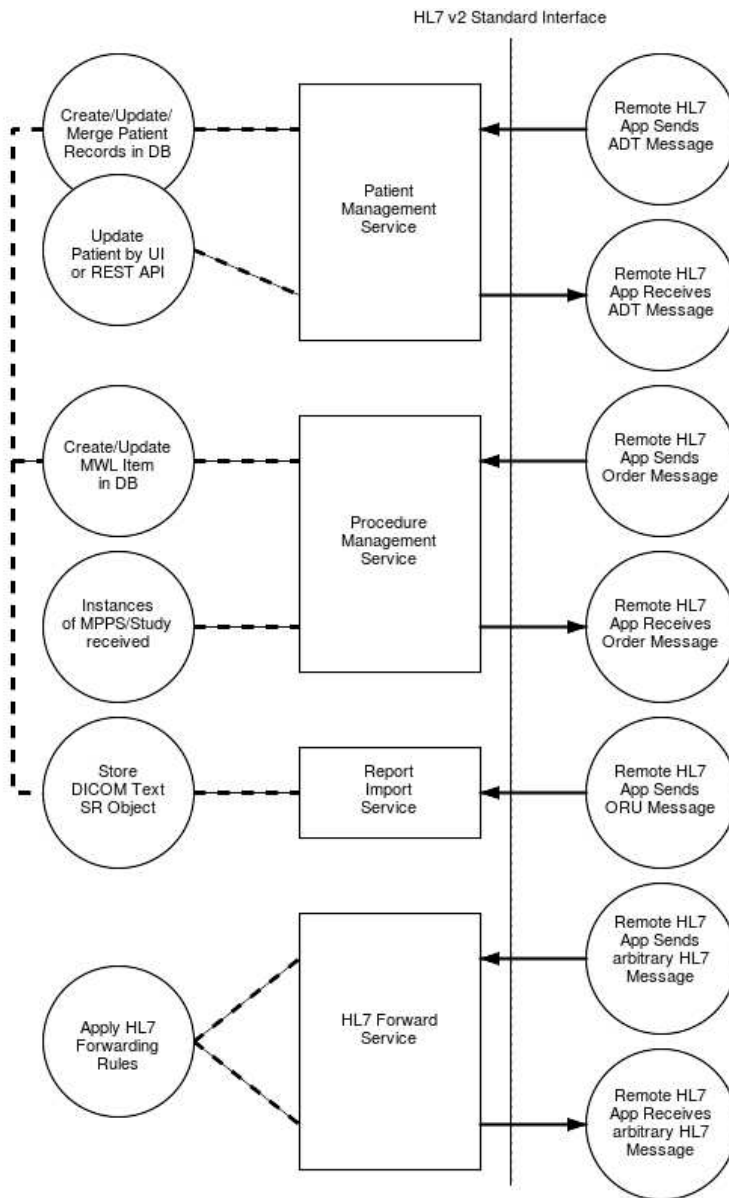 HL7 v2 Standard Interface
Create/Update/
Merge Patient
Records in DB
Update
Patient by UI
or REST API
Patient
Management
Service
Remote HL7
App Sends
ADT Message
Remote HL7
App Receives
ADT Message
Create/Update
MWL Item
in DB
Instances
of MPPS/Study
received
Procedure
Management
Service
Remote HL7
App Sends
Order Message
Remote HL7
App Receives
Order Message
Store
DICOM Text
SR Object
Report
Import
Service
Remote HL7
App Sends
ORU Message
Apply HL7
Forwarding
Rules
HL7 Forward
Service
Remote HL7
App Sends
arbitrary HL7
Message
Remote HL7
App Receives
arbitrary HL7
Message